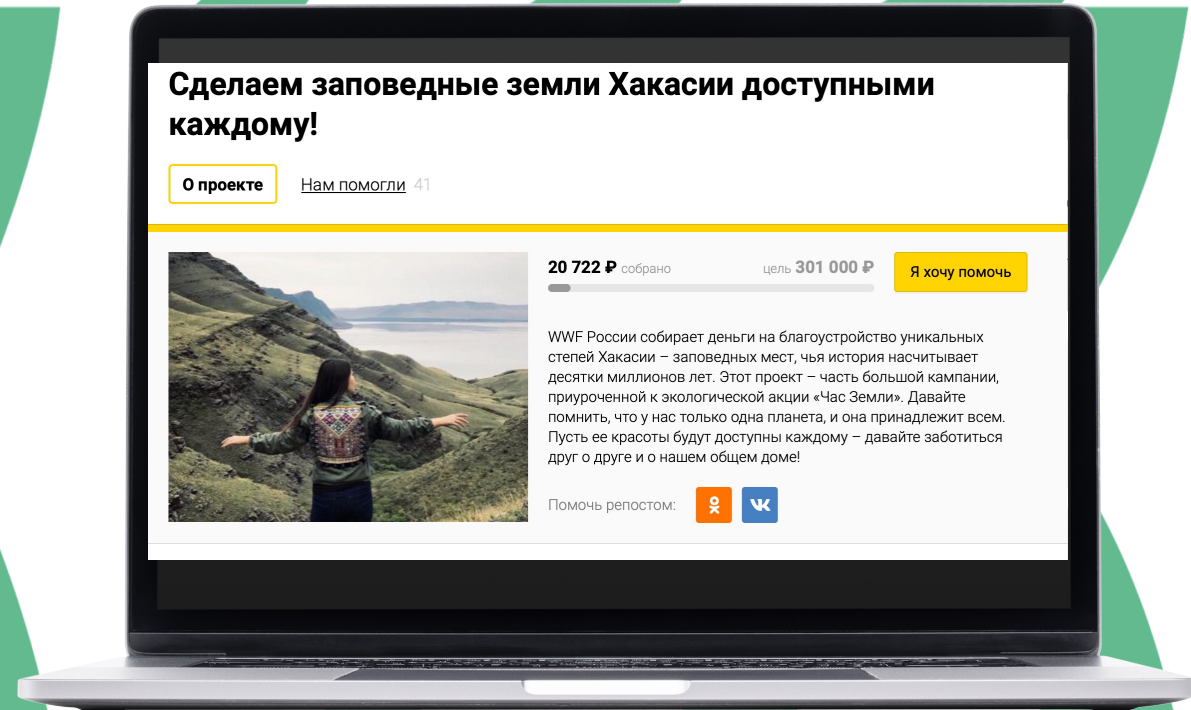 Сделаем заповедные земли Хакасии доступными
каждому!
О проекте Нам помогли 41
20 722 ₽ собрано цель 301 000 ₽ Я хочу помочь
WWF России собирает деньги на благоустройство уникальных
степей Хакасии – заповедных мест, чья история насчитывает
десятки миллионов лет. Этот проект – часть большой кампании,
приуроченной к экологической акции «Час Земли». Давайте
помнить, что у нас только одна планета, и она принадлежит всем.
Пусть ее красоты будут доступны каждому – давайте заботиться
друг о друге и о нашем общем доме!
Помочь репостом: